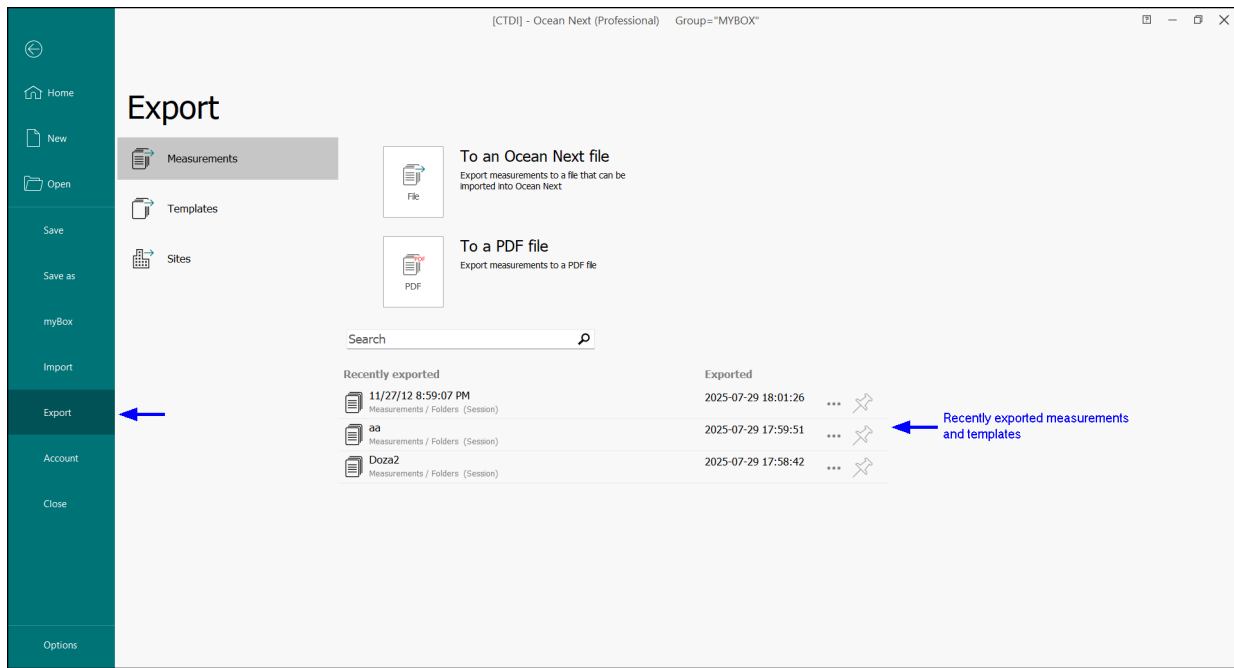 [CTDI] - Ocean Next (Professional) Group="MYBOX"
Home
New
Open
Save
Save as
myBox
Import
Export
Account
Close
Options
Export
Measurements
Templates
Sites
To an Ocean Next file
Export measurements to a file that can be
imported into Ocean Next
File
To a PDF file
Export measurements to a PDF file
PDF
PDF
Search
Recently exported Exported
11/27/12 8:59:07 PM 2025-07-29 18:01:26
Measurements / Folders (Session)
aa 2025-07-29 17:59:51
Measurements / Folders (Session)
Doza2 2025-07-29 17:58:42
Measurements / Folders (Session)
Recently exported measurements
and templates